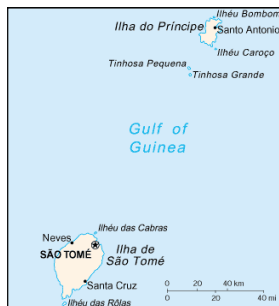 Ilhéu Bombom
Ilha do Príncipe
Santo Antonio
Ilhéu Caroço
Tinhosa Pequena
Tinhosa Grande
Gulf of
Guinea
Ilhéu das Cabras
Neves
SÃO TOMÉ
Ilha de
São Tomé
Santa Cruz
Ilhéu das Rôlas
0 20 40 km
0 20 40 mi